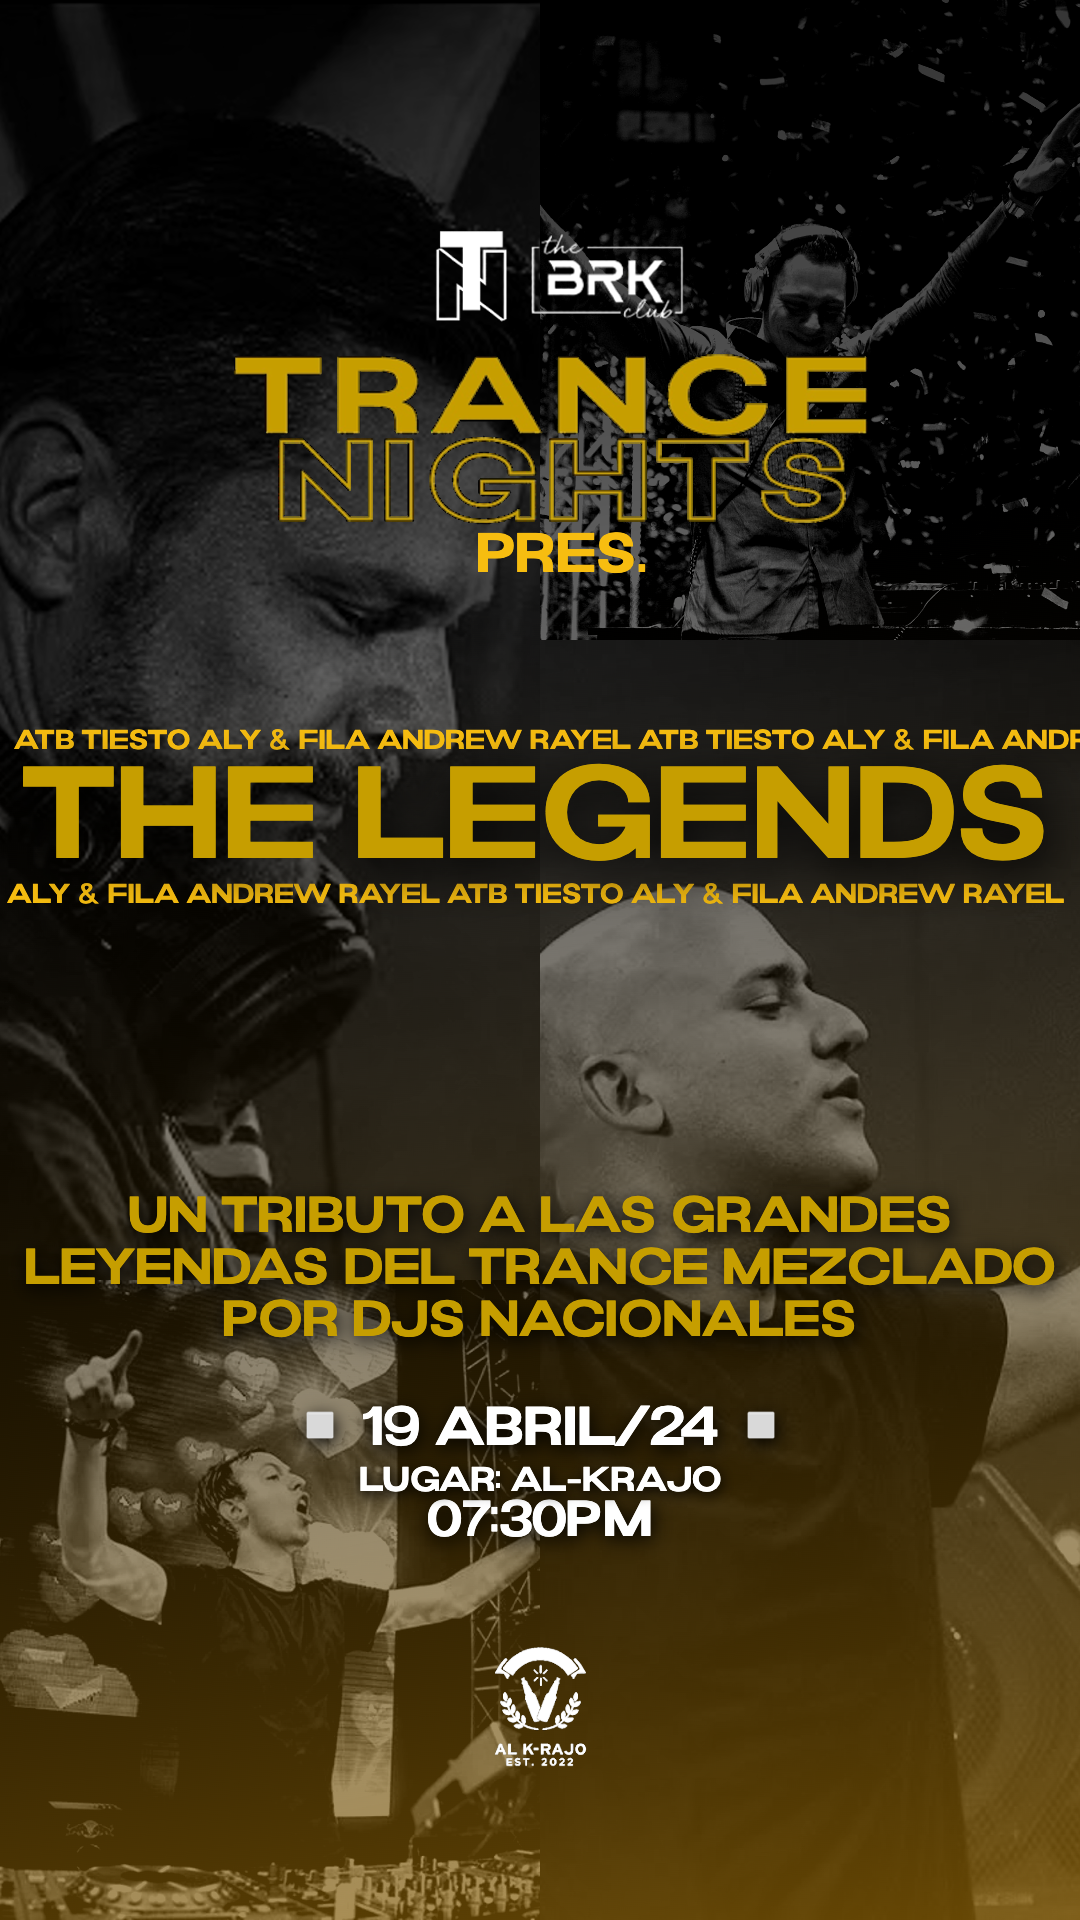 TN the
BRK
club
TRANCE
NIGHTS
PRES.
ATB TIESTO ALY & FILA ANDREW RAYEL ATB TIESTO ALY & FILA ANDR
THE LEGENDS
ALY & FILA ANDREW RAYEL ATB TIESTO ALY & FILA ANDREW RAYEL
UN TRIBUTO A LAS GRANDES
LEYENDAS DEL TRANCE MEZCLADO
POR DJS NACIONALES
19 ABRIL/24
LUGAR: AL-KRAJO
07:30PM
AL K-RAJO
EST. 2022